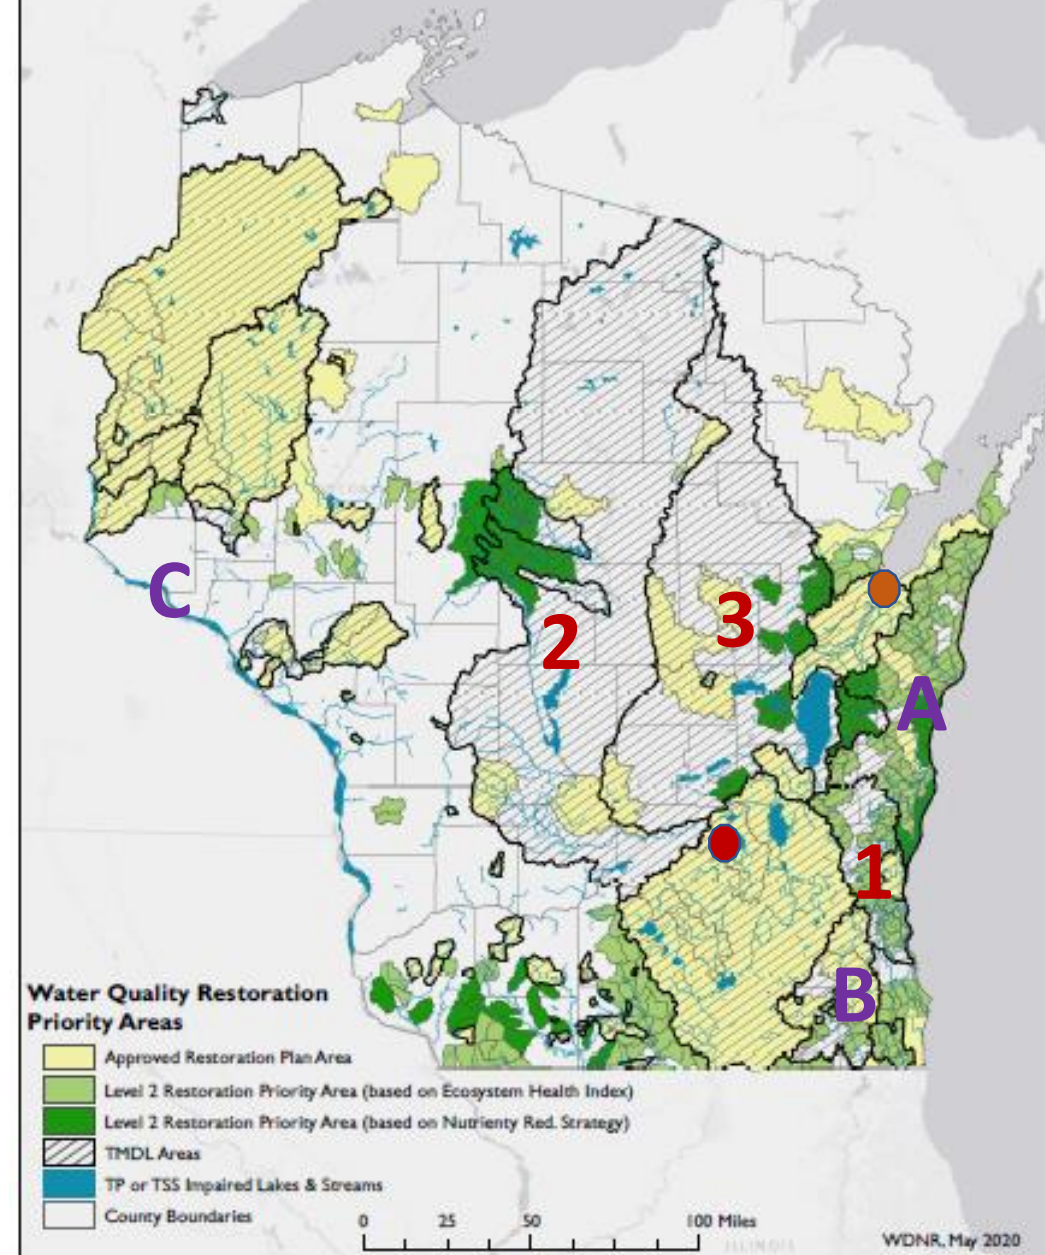 C
2
3
A
1
B
Water Quality Restoration
Priority Areas
Approved Restoration Plan Area
Level 2 Restoration Priority Area (based on Ecosystem Health Index)
Level 2 Restoration Priority Area (based on Nutrienty Red. Strategy)
TMDL Areas
TP or TSS Impaired Lakes & Streams
County Boundaries
0 25 50 100 Miles
ILLINOIS
WDNR, May 2020